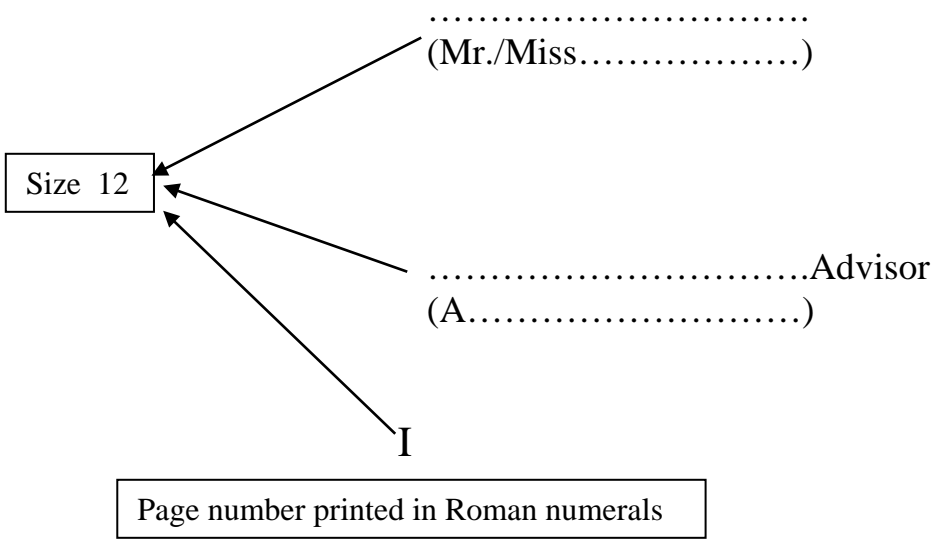 …………………………….
(Mr./Miss………………)
Size 12
…………………………….Advisor
(A…………………………)
I
Page number printed in Roman numerals